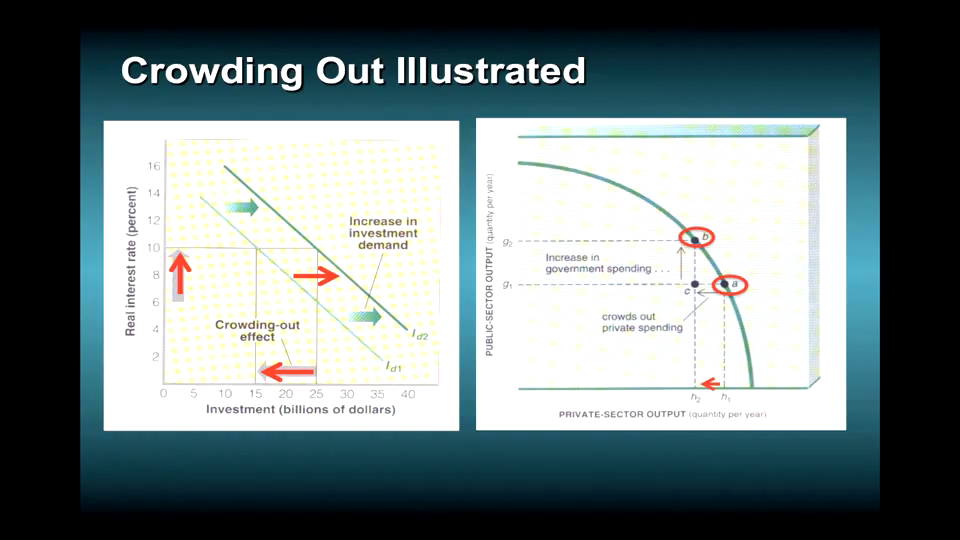 Crowding Out Illustrated
Real interest rate (percent)
16
14
12
10
8
6
4
2
0
5
10
15
20
25
30
35
40
Investment (billions of dollars)
Increase in
investment
demand
Crowding-out
effect
Id2
Id1
PUBLIC-SECTOR OUTPUT (quantity per year)
g2
g1
b
a
c
Increase in
government spending . . .
crowds out
private spending
h2
h1
PRIVATE-SECTOR OUTPUT (quantity per year)